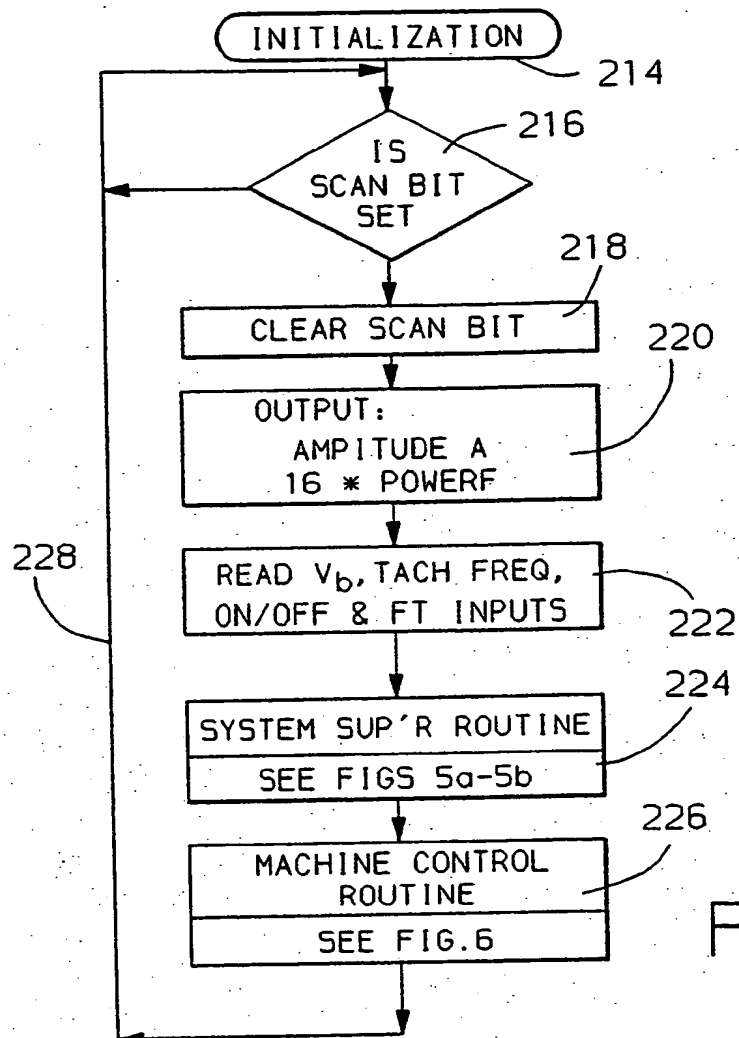 INITIALIZATION
214
216
IS
SCAN BIT
SET
218
CLEAR SCAN BIT
220
OUTPUT:
AMPITUDE A
16 * POWERF
228
READ Vb, TACH FREQ,
ON/OFF & FT INPUTS
222
224
SYSTEM SUP'R ROUTINE
SEE FIGS 5a-5b
226
MACHINE CONTROL
ROUTINE
SEE FIG.6